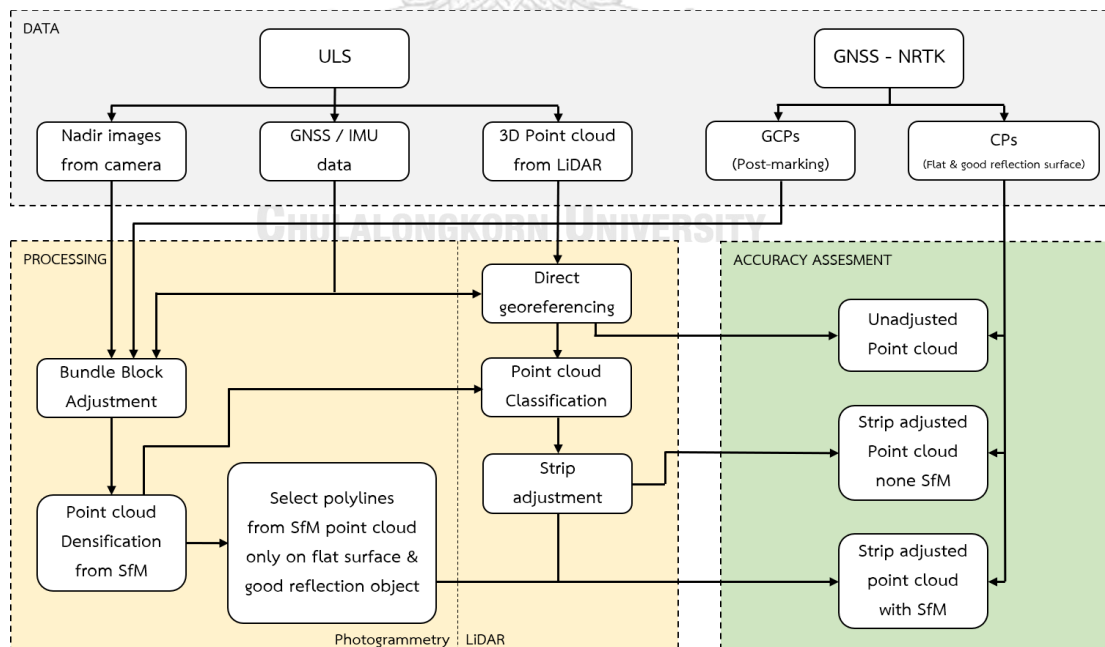 DATA
ULS
GNSS - NRTK
Nadir images
from camera
GNSS / IMU
data
3D Point cloud
from LiDAR
GCPs
(Post-marking)
CPs
(Flat & good reflection surface)
CHULALONGKORN UNIVERSITY
PROCESSING
ACCURACY ASSESMENT
Direct
georeferencing
Unadjusted
Point cloud
Bundle Block
Adjustment
Point cloud
Classification
Strip adjusted
Point cloud
none SfM
Strip
adjustment
Select polylines
from SfM point cloud
only on flat surface &
good reflection object
Point cloud
Densification
from SfM
Strip adjusted
point cloud
with SfM
Photogrammetry
LiDAR